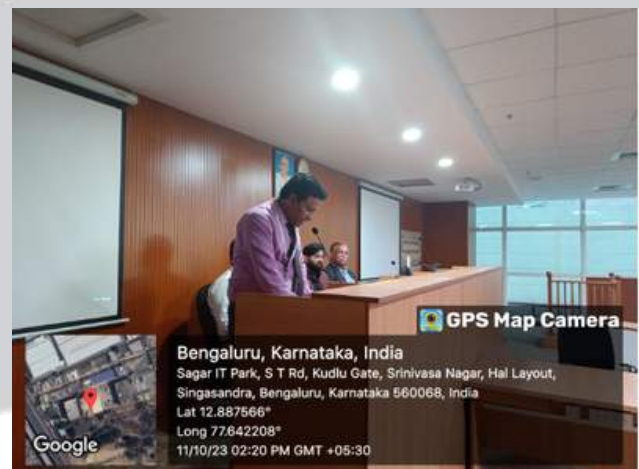 GPS Map Camera
Bengaluru, Karnataka, India
Sagar IT Park, S T Rd, Kudlu Gate, Srinivasa Nagar, Hal Layout,
Singasandra, Bengaluru, Karnataka 560068, India
Lat 12.887566°
Long 77.642208°
11/10/23 02:20 PM GMT +05:30
Google